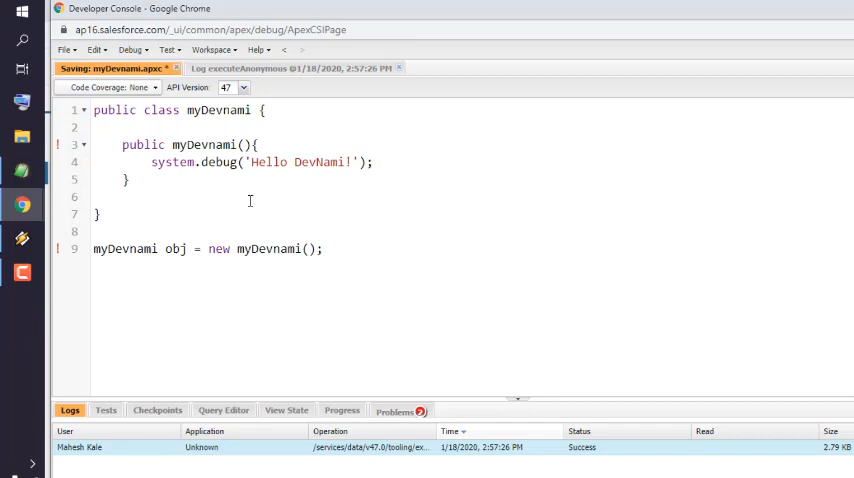 Developer Console - Google Chrome
ap16.salesforce.com/_ui/common/apex/debug/ApexCSIPage
File Edit Debug Test Workspace Help < >
Saving: myDevnami.apxc * Log executeAnonymous @1/18/2020, 2:57:26 PM
Code Coverage: None API Version: 47
1 public class myDevnami {
2
! 3 public myDevnami(){
4 system.debug('Hello DevNami!');
5 }
6
7 }
8
! 9 myDevnami obj = new myDevnami();
Logs Tests Checkpoints Query Editor View State Progress Problems 2
User Application Operation Time Status Read Size
Mahesh Kale Unknown /services/data/v47.0/tooling/ex... 1/18/2020, 2:57:26 PM Success 2.79 KB